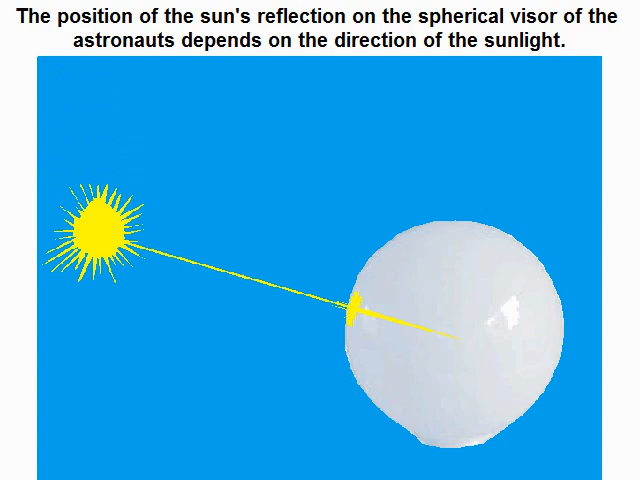 The position of the sun's reflection on the spherical visor of the
astronauts depends on the direction of the sunlight.